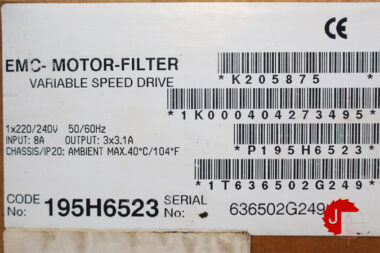 CE
EMC- MOTOR-FILTER
VARIABLE SPEED DRIVE
*K205875*
*1K000404273495*
1x220/240V 50/60Hz
INPUT: 8A OUTPUT: 3x3.1A
CHASSIS/IP20: AMBIENT MAX.40°C/104°F
*P195H6523*
*1T636502G249*
CODE No: 195H6523 SERIAL No: 636502G249